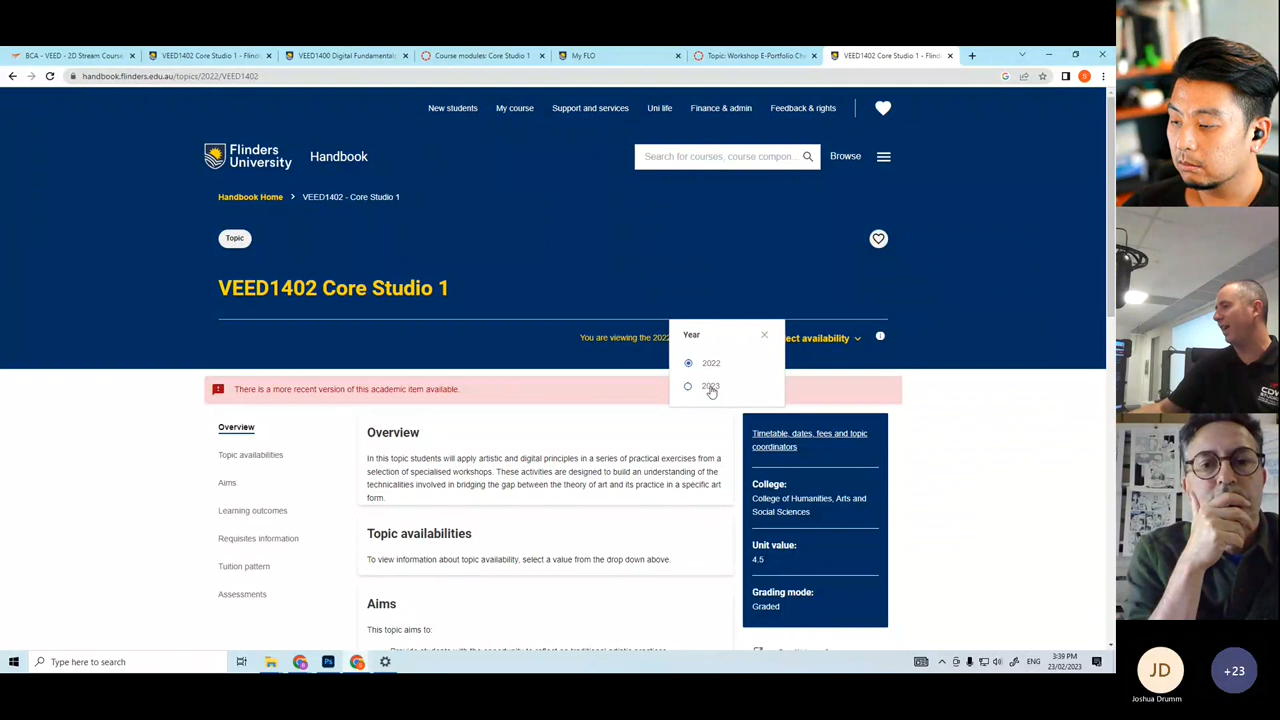 BCA - VEED - 2D Stream Course
VEED1402 Core Studio 1 - Flind
VEED1400 Digital Fundamental
Course modules: Core Studio 1
My FLO
Topic: Workshop E-Portfolio Che
VEED1402 Core Studio 1 - Flind
handbook.flinders.edu.au/topics/2022/VEED1402
New students
My course
Support and services
Uni life
Finance & admin
Feedback & rights
Flinders
University
Handbook
Search for courses, course compon...
Browse
Handbook Home
VEED1402 - Core Studio 1
Topic
VEED1402 Core Studio 1
You are viewing the 2022
Year
ect availability
2022
2023
There is a more recent version of this academic item available.
Overview
Topic availabilities
Aims
Learning outcomes
Requisites information
Tuition pattern
Assessments
Overview
In this topic students will apply artistic and digital principles in a series of practical exercises from a
selection of specialised workshops. These activities are designed to build an understanding of the
technicalities involved in bridging the gap between the theory of art and its practice in a specific art
form.
Topic availabilities
To view information about topic availability, select a value from the drop down above.
Aims
This topic aims to:
Timetable, dates, fees and topic
coordinators
College:
College of Humanities, Arts and
Social Sciences
Unit value:
4.5
Grading mode:
Graded
Type here to search
ENG
3:39 PM
23/02/2023
JD
Joshua Drumm
+23